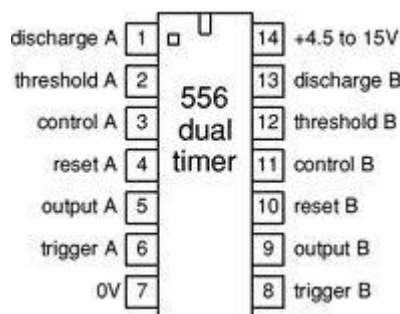 discharge A 1 14 +4.5 to 15V
threshold A 2 13 discharge B
556
control A 3 12 threshold B
dual
reset A 4 timer 11 control B
output A 5 10 reset B
trigger A 6 9 output B
0V 7 8 trigger B